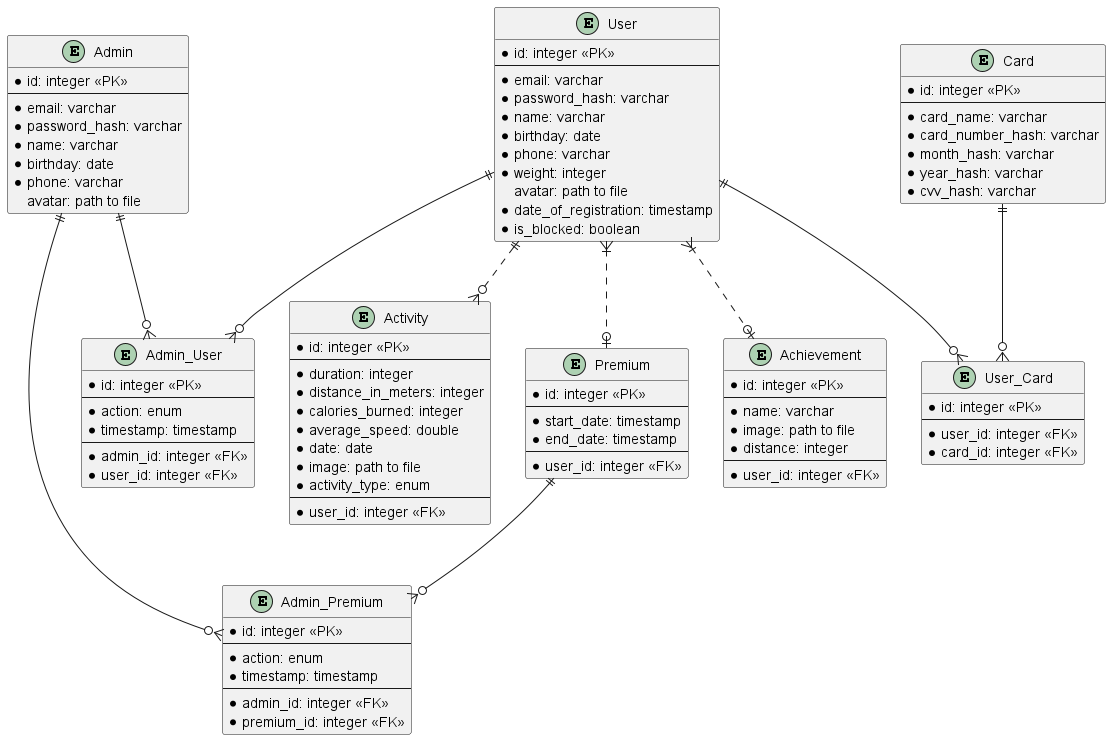 E Admin
id: integer «PK»
email: varchar
password_hash: varchar
name: varchar
birthday: date
phone: varchar
avatar: path to file
E User
id: integer «PK»
email: varchar
password_hash: varchar
name: varchar
birthday: date
phone: varchar
weight: integer
avatar: path to file
date_of_registration: timestamp
is_blocked: boolean
E Card
id: integer «PK»
card_name: varchar
card_number_hash: varchar
month_hash: varchar
year_hash: varchar
cvv_hash: varchar
E Admin_User
id: integer «PK»
action: enum
timestamp: timestamp
admin_id: integer «FK»
user_id: integer «FK»
E Activity
id: integer «PK»
duration: integer
distance_in_meters: integer
calories_burned: integer
average_speed: double
date: date
image: path to file
activity_type: enum
user_id: integer «FK»
E Premium
id: integer «PK»
start_date: timestamp
end_date: timestamp
user_id: integer «FK»
E Achievement
id: integer «PK»
name: varchar
image: path to file
distance: integer
user_id: integer «FK»
E User_Card
id: integer «PK»
user_id: integer «FK»
card_id: integer «FK»
E Admin_Premium
id: integer «PK»
action: enum
timestamp: timestamp
admin_id: integer «FK»
premium_id: integer «FK»